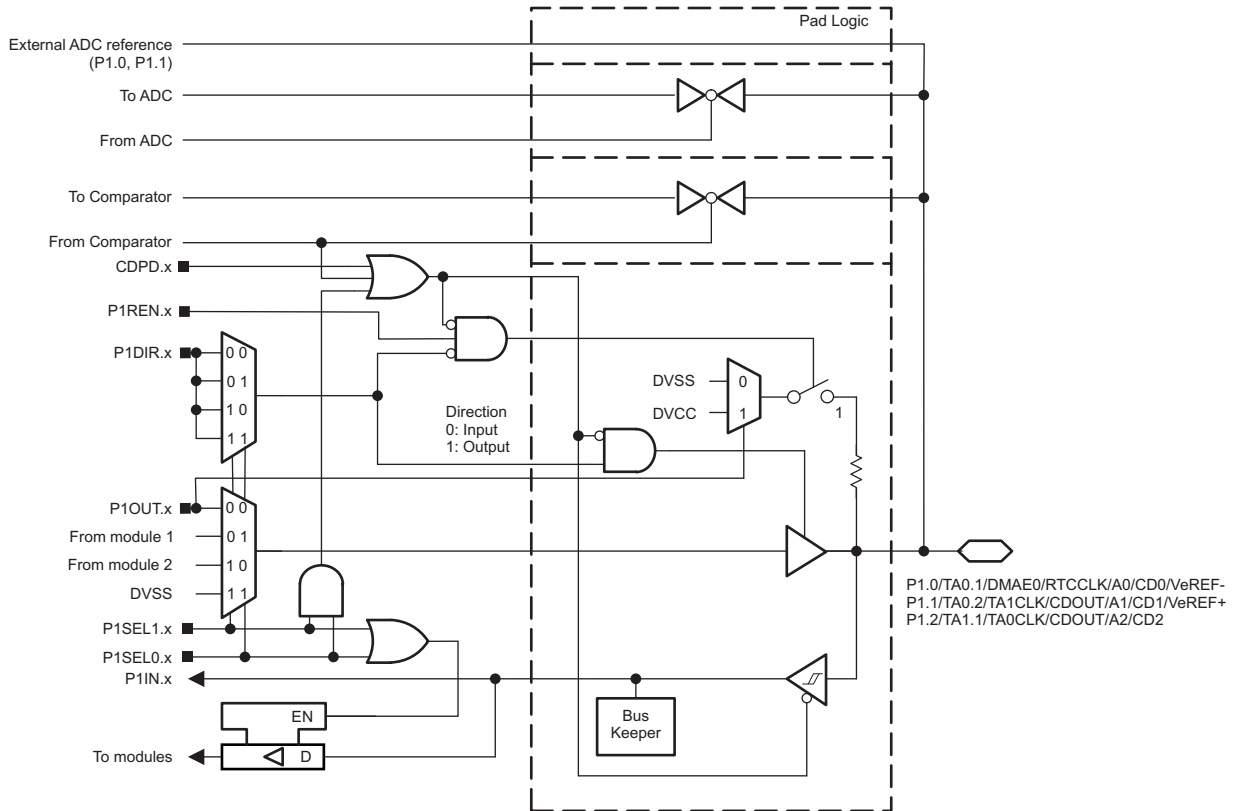 Pad Logic
External ADC reference
(P1.0, P1.1)
To ADC
From ADC
To Comparator
From Comparator
CDPD.x
P1REN.x
P1DIR.x
0 0
0 1
1 0
1 1
Direction
0: Input
1: Output
DVSS
0
DVCC
1
1
P1OUT.x
0 0
From module 1
0 1
From module 2
1 0
DVSS
1 1
P1.0/TA0.1/DMAE0/RTCCLK/A0/CD0/VeREF-
P1.1/TA0.2/TA1CLK/CDOUT/A1/CD1/VeREF+
P1.2/TA1.1/TA0CLK/CDOUT/A2/CD2
P1SEL1.x
P1SEL0.x
P1IN.x
Bus
Keeper
EN
To modules
D